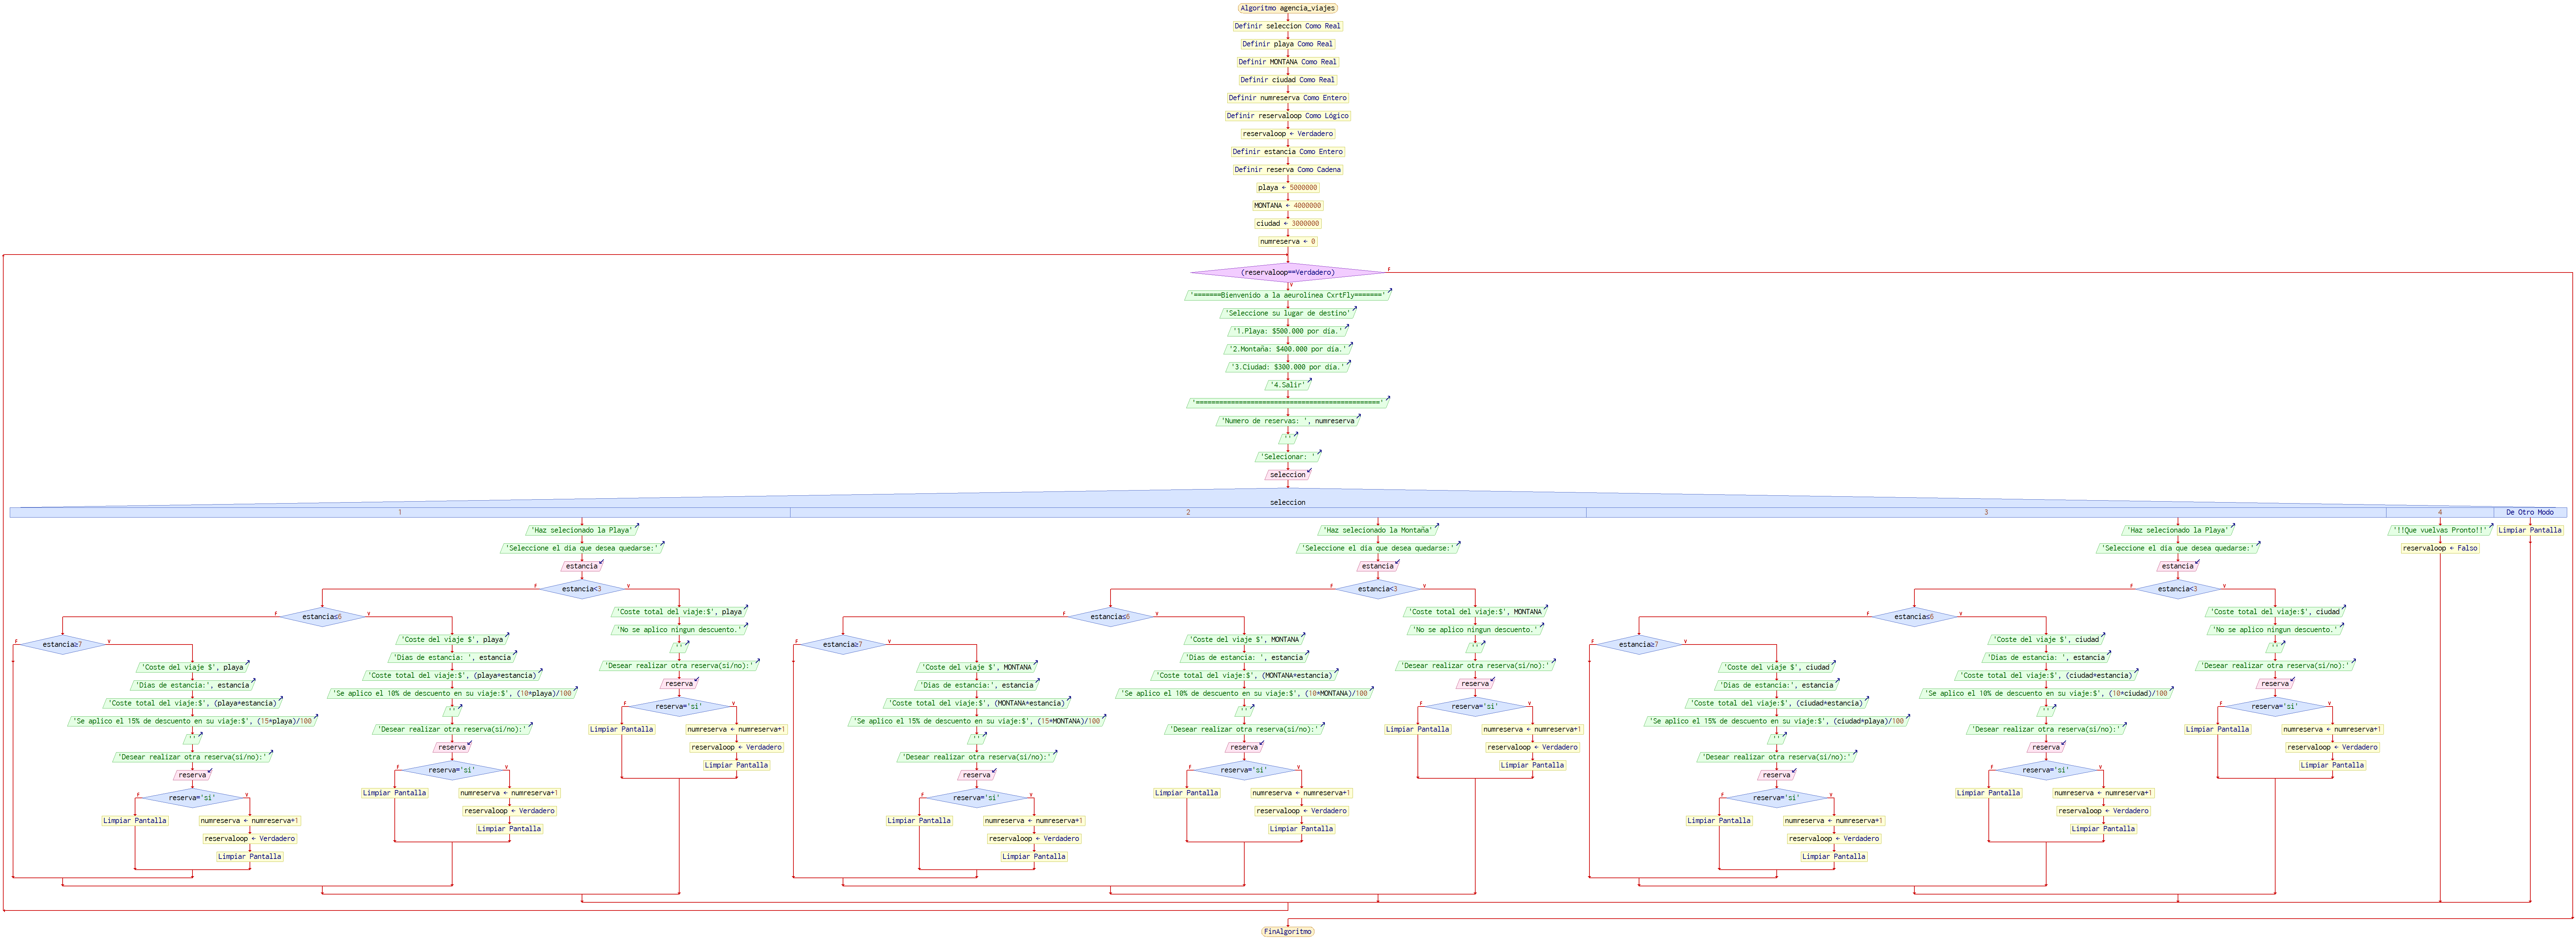 Algoritmo agencia_viajes
Definir seleccion Como Real
Definir playa Como Real
Definir MONTANA Como Real
Definir ciudad Como Real
Definir numreserva Como Entero
Definir reservaloop Como Lógico
reservaloop ← Verdadero
Definir estancia Como Entero
Definir reserva Como Cadena
playa ← 5000000
MONTANA ← 4000000
ciudad ← 3000000
numreserva ← 0
(reservaloop==Verdadero)
F
V
'=======Bienvenido a la aeurolinea CxrtFly======='
'Seleccione su lugar de destino'
'1.Playa: $500.000 por día.'
'2.Montaña: $400.000 por día.'
'3.Ciudad: $300.000 por día.'
'4.Salir'
'==============================================='
'Numero de reservas: ', numreserva
''
'Selecionar: '
seleccion
seleccion
1
2
3
4
De Otro Modo
'Haz selecionado la Playa'
'Seleccione el día que desea quedarse:'
estancia
estancia<3
F
V
estancia≤6
F
V
estancia≥7
F
V
'Coste del viaje $', playa
'Dias de estancia:', estancia
'Coste total del viaje:$', (playa*estancia)
'Se aplico el 15% de descuento en su viaje:$', (15*playa)/100
''
'Desear realizar otra reserva(si/no):'
reserva
reserva='si'
F
V
Limpiar Pantalla
numreserva ← numreserva+1
reservaloop ← Verdadero
Limpiar Pantalla
'Coste del viaje $', playa
'Dias de estancia: ', estancia
'Coste total del viaje:$', (playa*estancia)
'Se aplico el 10% de descuento en su viaje:$', (10*playa)/100
''
'Desear realizar otra reserva(si/no):'
reserva
reserva='si'
F
V
Limpiar Pantalla
numreserva ← numreserva+1
reservaloop ← Verdadero
Limpiar Pantalla
'Coste total del viaje:$', playa
'No se aplico ningun descuento.'
''
'Desear realizar otra reserva(si/no):'
reserva
reserva='si'
F
V
Limpiar Pantalla
numreserva ← numreserva+1
reservaloop ← Verdadero
Limpiar Pantalla
'Haz selecionado la Montaña'
'Seleccione el día que desea quedarse:'
estancia
estancia<3
F
V
estancia≤6
F
V
estancia≥7
F
V
'Coste del viaje $', MONTANA
'Dias de estancia:', estancia
'Coste total del viaje:$', (MONTANA*estancia)
'Se aplico el 15% de descuento en su viaje:$', (15*MONTANA)/100
''
'Desear realizar otra reserva(si/no):'
reserva
reserva='si'
F
V
Limpiar Pantalla
numreserva ← numreserva+1
reservaloop ← Verdadero
Limpiar Pantalla
'Coste del viaje $', MONTANA
'Dias de estancia: ', estancia
'Coste total del viaje:$', (MONTANA*estancia)
'Se aplico el 10% de descuento en su viaje:$', (10*MONTANA)/100
''
'Desear realizar otra reserva(si/no):'
reserva
reserva='si'
F
V
Limpiar Pantalla
numreserva ← numreserva+1
reservaloop ← Verdadero
Limpiar Pantalla
'Coste total del viaje:$', MONTANA
'No se aplico ningun descuento.'
''
'Desear realizar otra reserva(si/no):'
reserva
reserva='si'
F
V
Limpiar Pantalla
numreserva ← numreserva+1
reservaloop ← Verdadero
Limpiar Pantalla
'Haz selecionado la Playa'
'Seleccione el día que desea quedarse:'
estancia
estancia<3
F
V
estancia≤6
F
V
estancia≥7
F
V
'Coste del viaje $', ciudad
'Dias de estancia:', estancia
'Coste total del viaje:$', (ciudad*estancia)
'Se aplico el 15% de descuento en su viaje:$', (ciudad*playa)/100
''
'Desear realizar otra reserva(si/no):'
reserva
reserva='si'
F
V
Limpiar Pantalla
numreserva ← numreserva+1
reservaloop ← Verdadero
Limpiar Pantalla
'Coste del viaje $', ciudad
'Dias de estancia: ', estancia
'Coste total del viaje:$', (ciudad*estancia)
'Se aplico el 10% de descuento en su viaje:$', (10*ciudad)/100
''
'Desear realizar otra reserva(si/no):'
reserva
reserva='si'
F
V
Limpiar Pantalla
numreserva ← numreserva+1
reservaloop ← Verdadero
Limpiar Pantalla
'Coste total del viaje:$', ciudad
'No se aplico ningun descuento.'
''
'Desear realizar otra reserva(si/no):'
reserva
reserva='si'
F
V
Limpiar Pantalla
numreserva ← numreserva+1
reservaloop ← Verdadero
Limpiar Pantalla
'!!Que vuelvas Pronto!!'
reservaloop ← Falso
Limpiar Pantalla
FinAlgoritmo